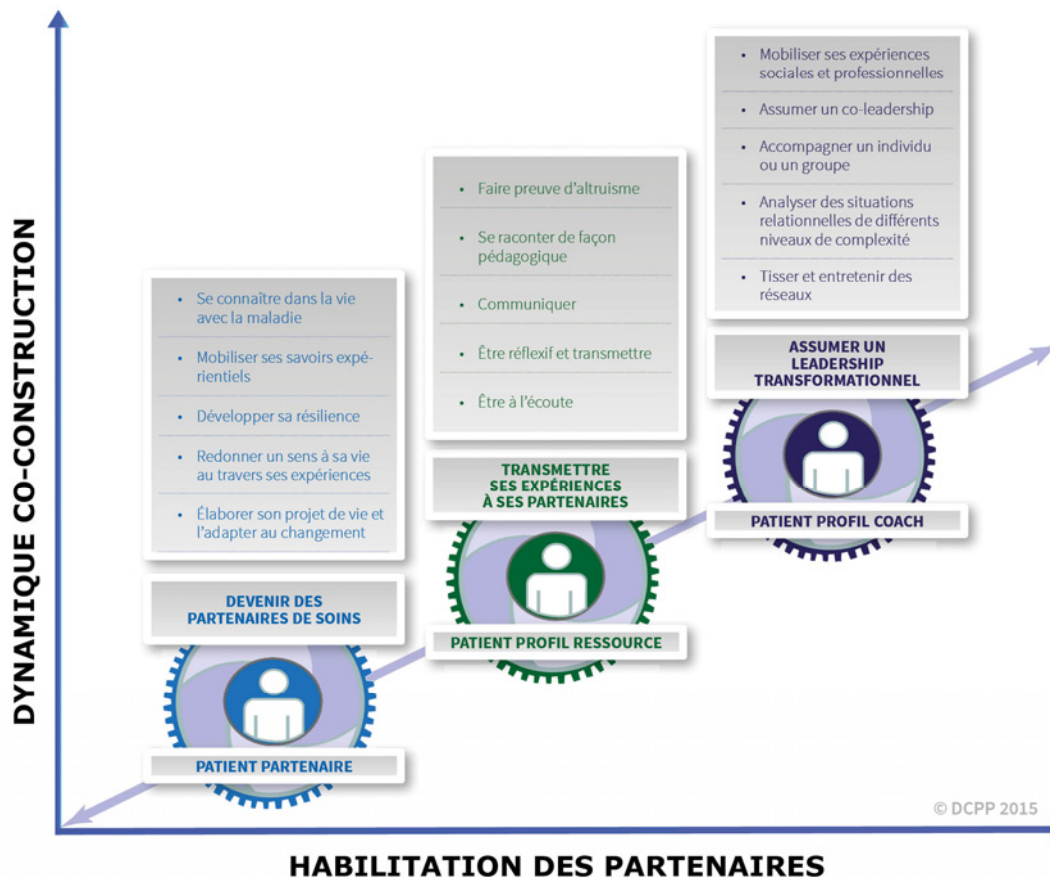 DYNAMIQUE CO-CONSTRUCTION
• Se connaître dans la vie
avec la maladie
• Mobiliser ses savoirs expé-
rientiels
• Développer sa résilience
• Redonner un sens à sa vie
au travers ses expériences
• Élaborer son projet de vie et
l'adapter au changement
DEVENIR DES
PARTENAIRES DE SOINS
PATIENT PARTENAIRE
• Faire preuve d'altruisme
• Se raconter de façon
pédagogique
• Communiquer
• Être réflexif et transmettre
• Être à l'écoute
TRANSMETTRE
SES EXPÉRIENCES
À SES PARTENAIRES
PATIENT PROFIL RESSOURCE
• Mobiliser ses expériences
sociales et professionnelles
• Assumer un co-leadership
• Accompagner un individu
ou un groupe
• Analyser des situations
relationnelles de différents
niveaux de complexité
• Tisser et entretenir des
réseaux
ASSUMER UN
LEADERSHIP
TRANSFORMATIONNEL
PATIENT PROFIL COACH
© DCPP 2015
HABILITATION DES PARTENAIRES